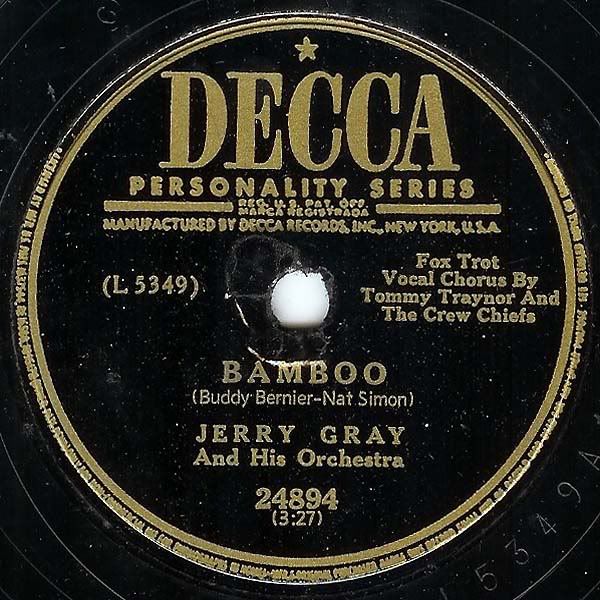 DECCA
PERSONALITY SERIES
REG. U.S. PAT. OFF.
MARCA REGISTRADA
MANUFACTURED BY DECCA RECORDS, INC., NEW YORK, U.S.A.
(L 5349)
Fox Trot
Vocal Chorus By
Tommy Traynor And
The Crew Chiefs
BAMBOO
(Buddy Bernier-Nat Simon)
JERRY GRAY
And His Orchestra
24894
(3:27)
5349A